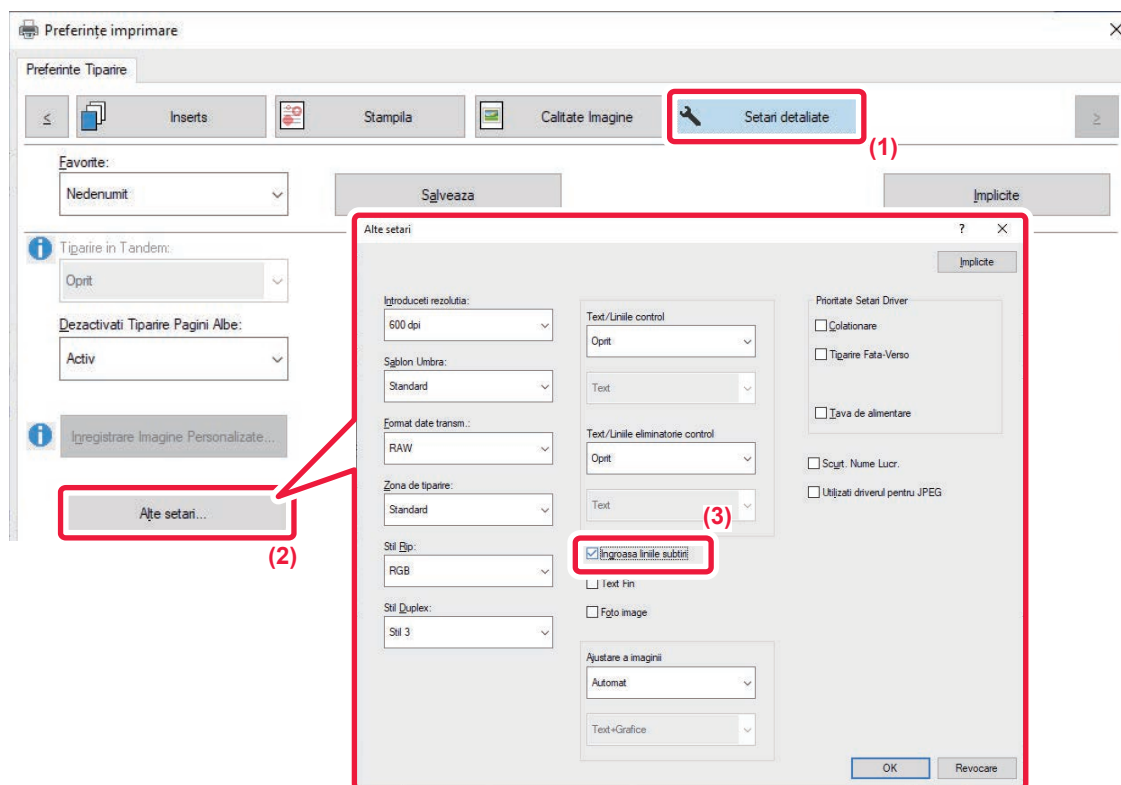 Preferințe imprimare
Preferinte Tiparire
<
Inserts
Stampila
Calitate Imagine
Setari detaliate
>
(1)
Favorite:
Nedenumit
Salveaza
Implicite
Tiparire in Tandem:
Oprit
Dezactivati Tiparire Pagini Albe:
Activ
Inregistrare Imagine Personalizate...
Alte setari...
(2)
Alte setari
?
Implicite
Introduceti rezolutia:
600 dpi
Sablon Umbra:
Standard
Format date transm.:
RAW
Zona de tiparire:
Standard
Stil Rip:
RGB
Stil Duplex:
Stil 3
Text/Liniile control
Oprit
Text
Text/Liniile eliminatorie control
Oprit
Text
(3)
Ingroasa liniile subtiri
Text Fin
Foto image
Ajustare a imaginii
Automat
Text+Grafice
Prioritate Setari Driver
Colationare
Tiparire Fata-Verso
Tava de alimentare
Scurt. Nume Lucr.
Utilizati driverul pentru JPEG
OK
Revocare